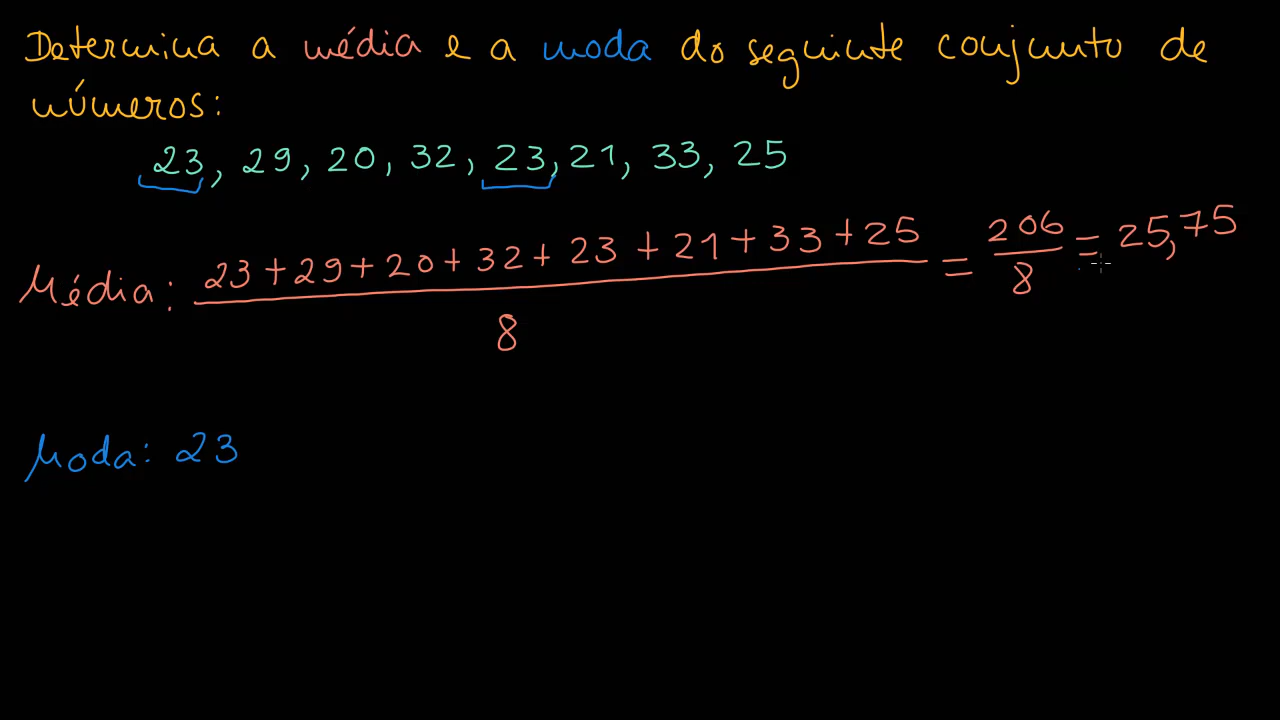 Determina a média e a moda do seguinte conjunto de
números:
23, 29, 20, 32, 23, 21, 33, 25
Média: 23+29+20+32+23+21+33+25 / 8 = 206 / 8 = 25,75
Moda: 23